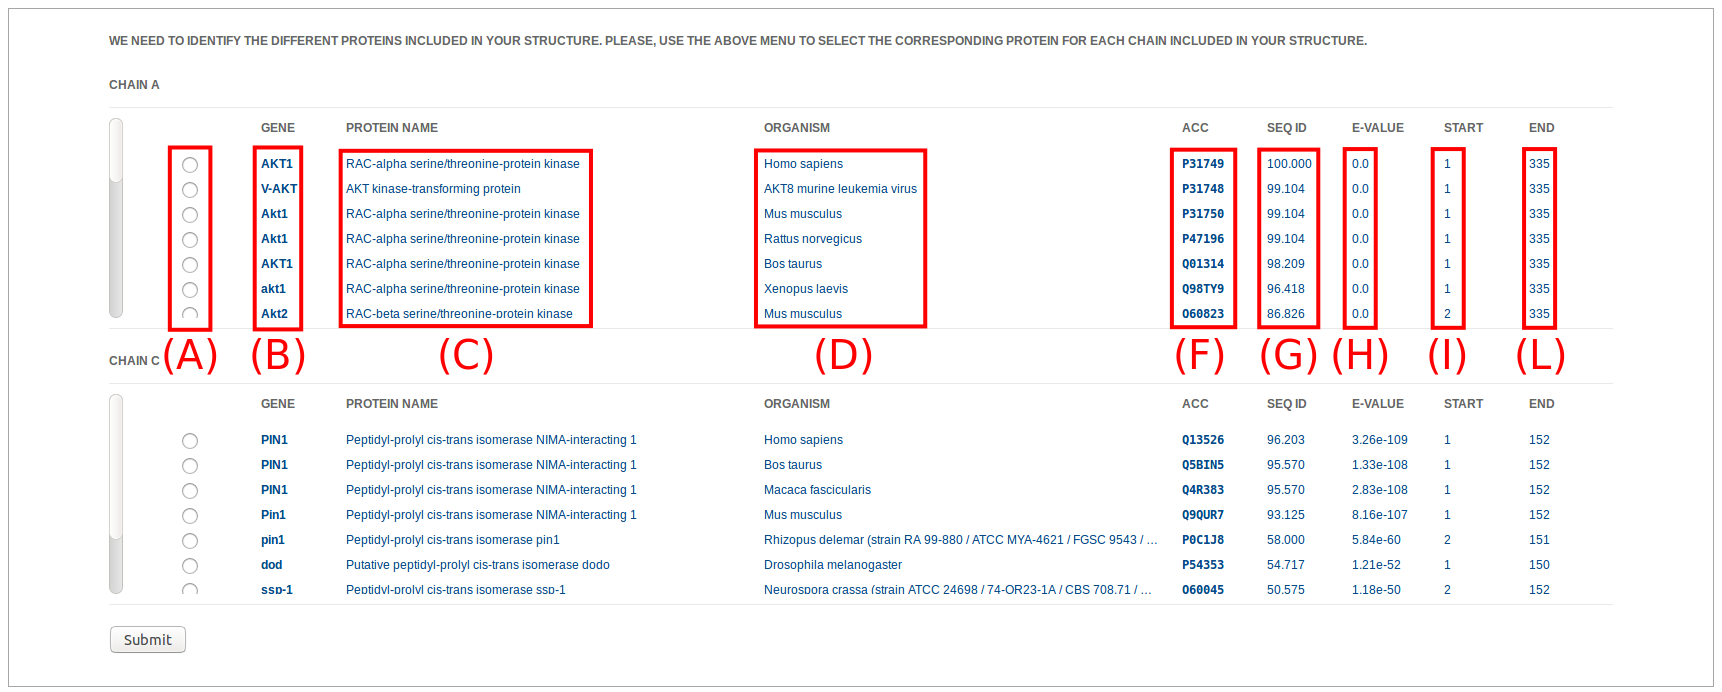 WE NEED TO IDENTIFY THE DIFFERENT PROTEINS INCLUDED IN YOUR STRUCTURE. PLEASE, USE THE ABOVE MENU TO SELECT THE CORRESPONDING PROTEIN FOR EACH CHAIN INCLUDED IN YOUR STRUCTURE.
CHAIN A
GENE PROTEIN NAME ORGANISM ACC SEQ ID E-VALUE START END
AKT1 RAC-alpha serine/threonine-protein kinase Homo sapiens P31749 100.000 0.0 1 335
V-AKT AKT kinase-transforming protein AKT8 murine leukemia virus P31748 99.104 0.0 1 335
Akt1 RAC-alpha serine/threonine-protein kinase Mus musculus P31750 99.104 0.0 1 335
Akt1 RAC-alpha serine/threonine-protein kinase Rattus norvegicus P47196 99.104 0.0 1 335
AKT1 RAC-alpha serine/threonine-protein kinase Bos taurus Q01314 98.209 0.0 1 335
akt1 RAC-alpha serine/threonine-protein kinase Xenopus laevis Q98TY9 96.418 0.0 1 335
Akt2 RAC-beta serine/threonine-protein kinase Mus musculus O60823 86.826 0.0 2 335
CHAIN C (A) (B) (C) (D) (F) (G) (H) (I) (L)
GENE PROTEIN NAME ORGANISM ACC SEQ ID E-VALUE START END
PIN1 Peptidyl-prolyl cis-trans isomerase NIMA-interacting 1 Homo sapiens Q13526 96.203 3.26e-109 1 152
PIN1 Peptidyl-prolyl cis-trans isomerase NIMA-interacting 1 Bos taurus Q5BIN5 95.570 1.33e-108 1 152
PIN1 Peptidyl-prolyl cis-trans isomerase NIMA-interacting 1 Macaca fascicularis Q4R383 95.570 2.83e-108 1 152
Pin1 Peptidyl-prolyl cis-trans isomerase NIMA-interacting 1 Mus musculus Q9QUR7 93.125 8.16e-107 1 152
pin1 Peptidyl-prolyl cis-trans isomerase pin1 Rhizopus delemar (strain RA 99-880 / ATCC MYA-4621 / FGSC 9543 / ... P0C1J8 58.000 5.84e-60 2 151
dod Putative peptidyl-prolyl cis-trans isomerase dodo Drosophila melanogaster P54353 54.717 1.21e-52 1 150
ssp-1 Peptidyl-prolyl cis-trans isomerase ssp-1 Neurospora crassa (strain ATCC 24698 / 74-OR23-1A / CBS 708.71 / ... O60045 50.575 1.18e-50 2 152
Submit